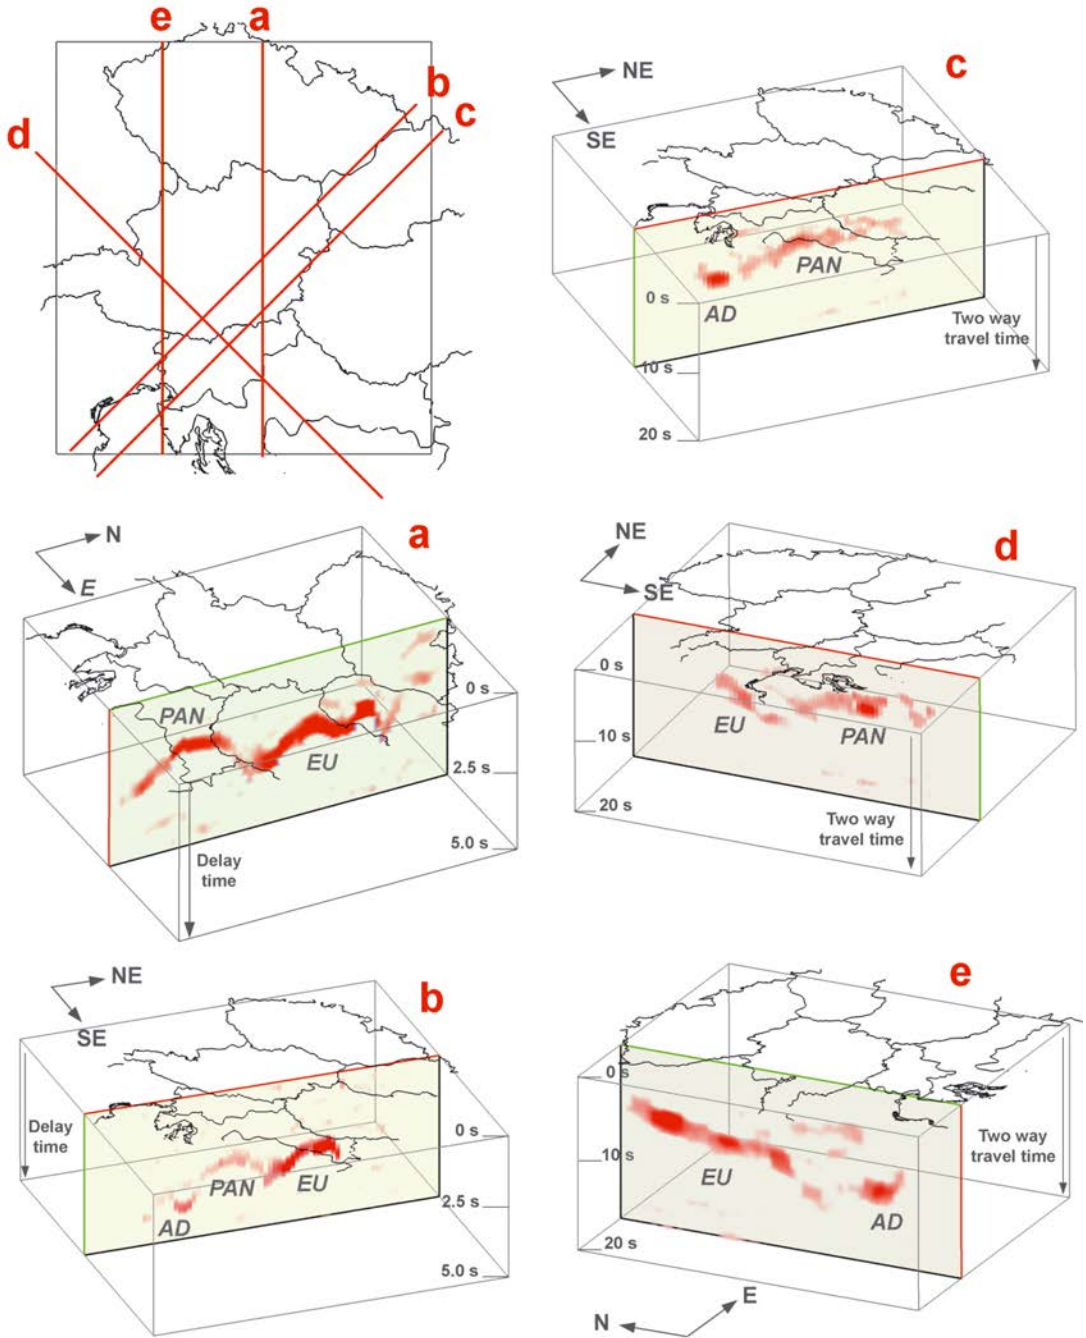 e
a
b
c
d
c
NE
SE
PAN
AD
0 s
10 s
20 s
Two way
travel time
a
N
E
PAN
EU
0 s
2.5 s
5.0 s
Delay
time
d
NE
SE
0 s
EU
PAN
10 s
20 s
Two way
travel time
b
NE
SE
Delay
time
PAN
EU
AD
0 s
2.5 s
5.0 s
e
0 s
10 s
20 s
EU
AD
Two way
travel time
E
N